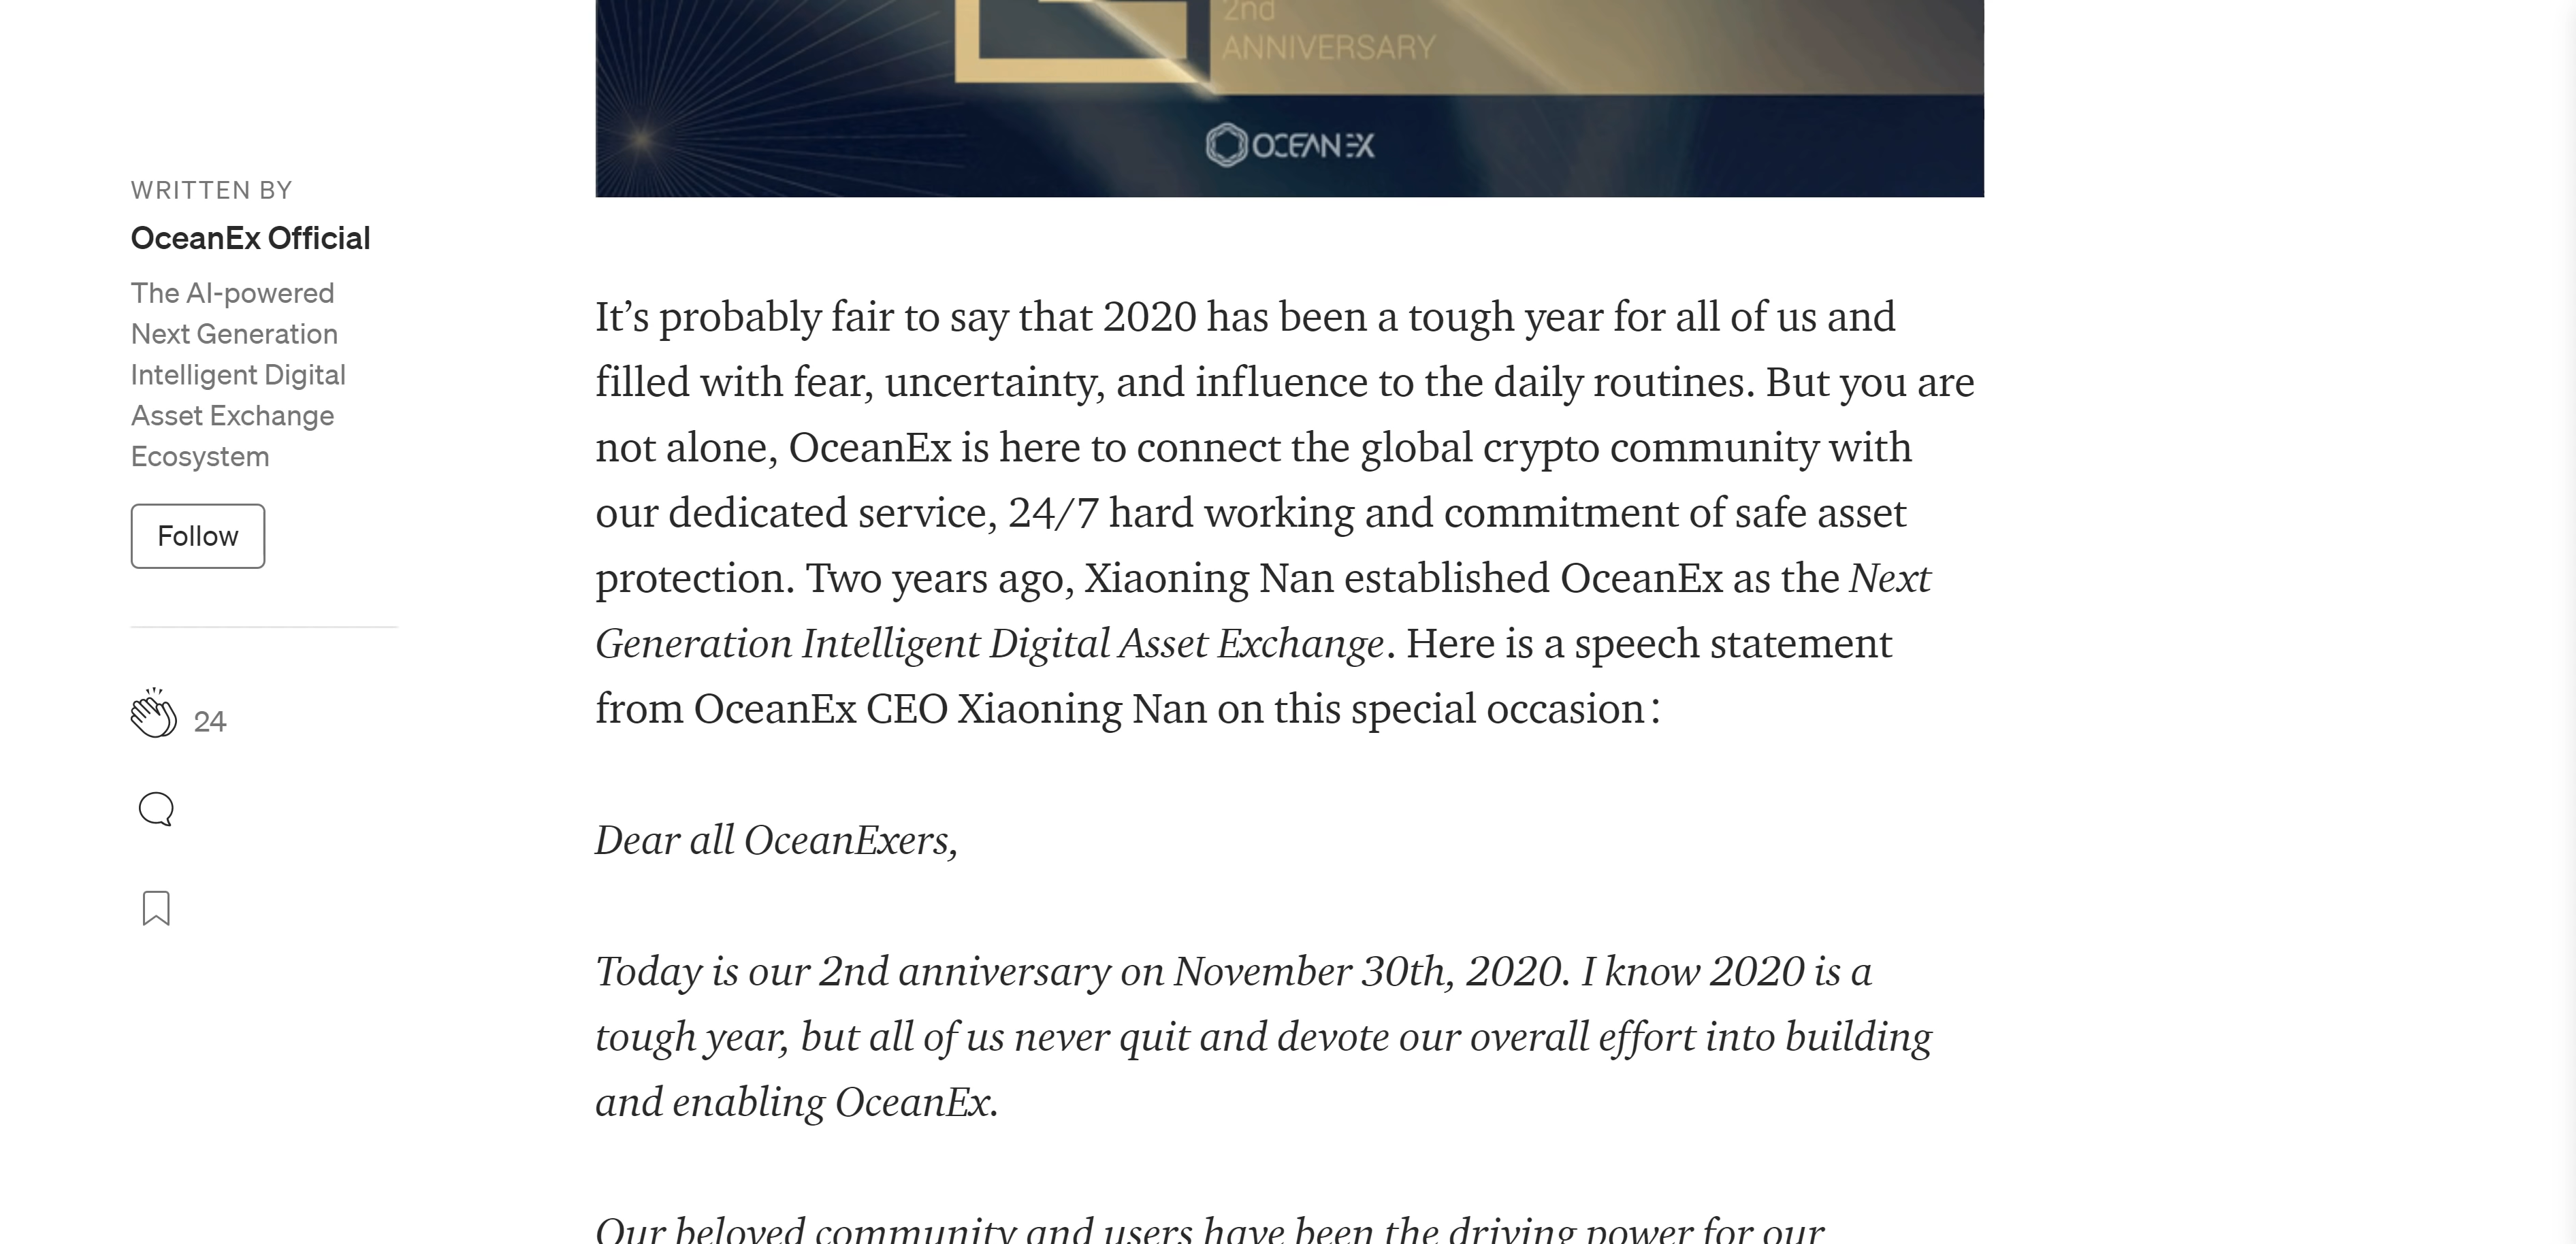 2nd
ANNIVERSARY
OCEANEX
WRITTEN BY
OceanEx Official
The AI-powered
Next Generation
Intelligent Digital
Asset Exchange
Ecosystem
Follow
24
It’s probably fair to say that 2020 has been a tough year for all of us and
filled with fear, uncertainty, and influence to the daily routines. But you are
not alone, OceanEx is here to connect the global crypto community with
our dedicated service, 24/7 hard working and commitment of safe asset
protection. Two years ago, Xiaoning Nan established OceanEx as the Next
Generation Intelligent Digital Asset Exchange. Here is a speech statement
from OceanEx CEO Xiaoning Nan on this special occasion:
Dear all OceanExers,
Today is our 2nd anniversary on November 30th, 2020. I know 2020 is a
tough year, but all of us never quit and devote our overall effort into building
and enabling OceanEx.
Our beloved community and users have been the driving power for our